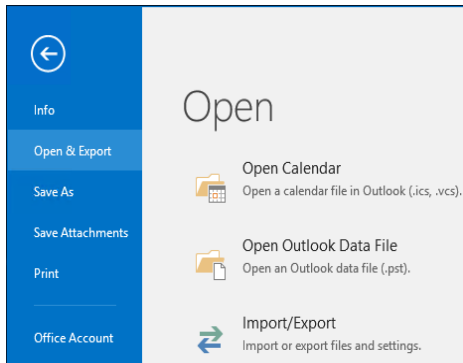 Info
Open & Export
Save As
Save Attachments
Print
Office Account
Open
Open Calendar
Open a calendar file in Outlook (.ics, .vcs).
Open Outlook Data File
Open an Outlook data file (.pst).
Import/Export
Import or export files and settings.